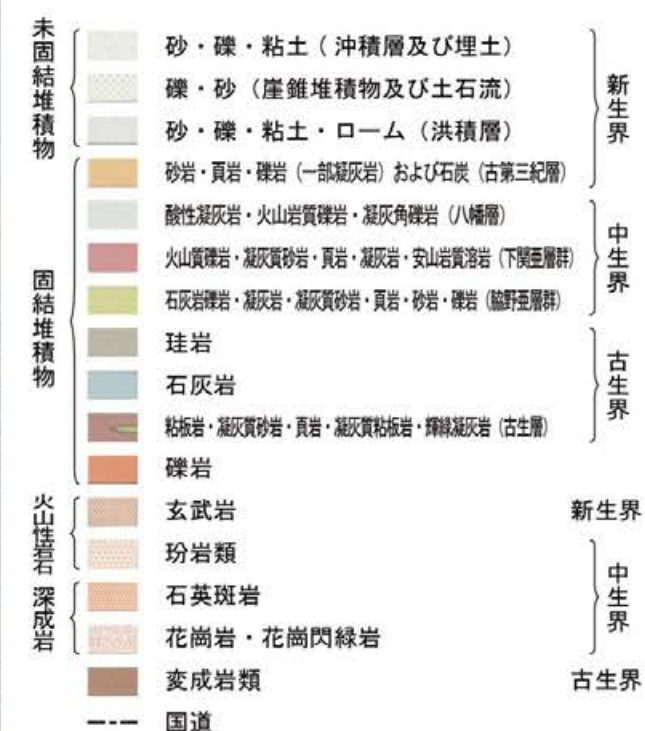 未固結堆積物
砂・礫・粘土（沖積層及び埋土）
礫・砂（崖錐堆積物及び土石流）
砂・礫・粘土・ローム（洪積層）
新生界
固結堆積物
砂岩・頁岩・礫岩（一部凝灰岩）および石炭（古第三紀層）
酸性凝灰岩・火山岩質礫岩・凝灰角礫岩（八幡層）
火山質礫岩・凝灰質砂岩・頁岩・凝灰岩・安山岩質溶岩（下関亜層群）
石灰岩礫岩・凝灰岩・凝灰質砂岩・頁岩・砂岩・礫岩（脇野亜層群）
中生界
珪岩
石灰岩
粘板岩・凝灰質砂岩・頁岩・凝灰質粘板岩・輝緑凝灰岩（古生層）
古生界
礫岩
火山性岩石
玄武岩 新生界
玢岩類
深成岩
石英斑岩
花崗岩・花崗閃緑岩
中生界
変成岩類 古生界
国道